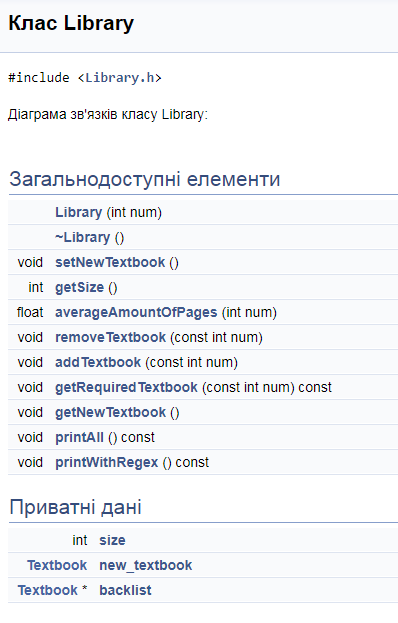 Клас Library
#include <Library.h>
Діаграма зв'язків класу Library:
Загальнодоступні елементи
Library (int num)
~Library ()
void setNewTextbook ()
int getSize ()
float averageAmountOfPages (int num)
void removeTextbook (const int num)
void addTextbook (const int num)
void getRequiredTextbook (const int num) const
void getNewTextbook ()
void printAll () const
void printWithRegex () const
Приватні дані
int size
Textbook new_textbook
Textbook * backlist